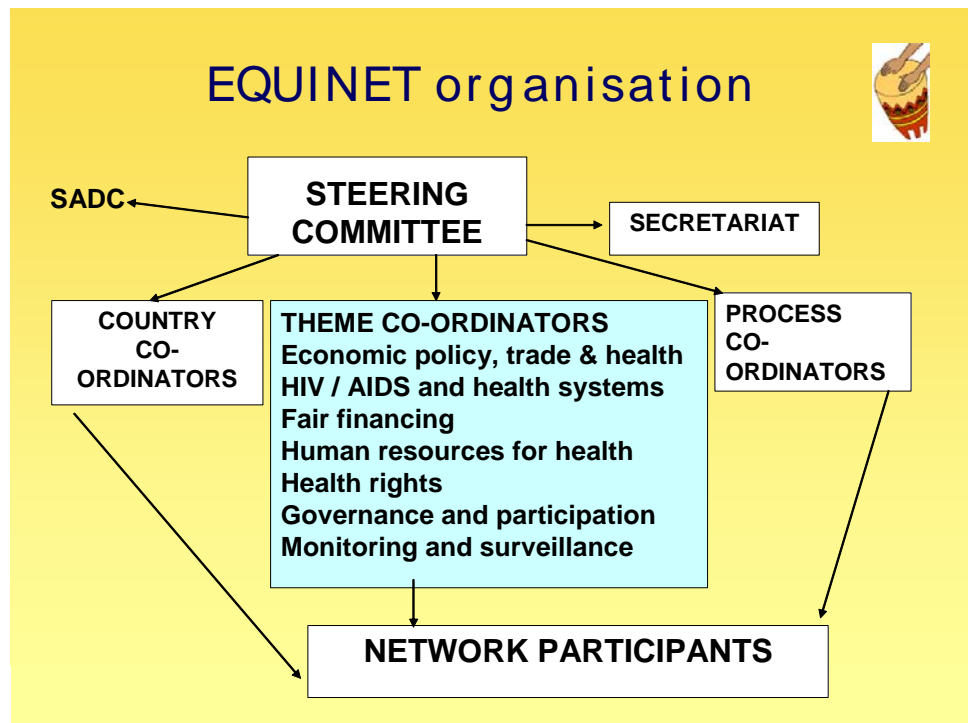 EQUINET organisation
SADC
STEERING
COMMITTEE
SECRETARIAT
COUNTRY
CO-
ORDINATORS
THEME CO-ORDINATORS
Economic policy, trade & health
HIV / AIDS and health systems
Fair financing
Human resources for health
Health rights
Governance and participation
Monitoring and surveillance
PROCESS
CO-
ORDINATORS
NETWORK PARTICIPANTS